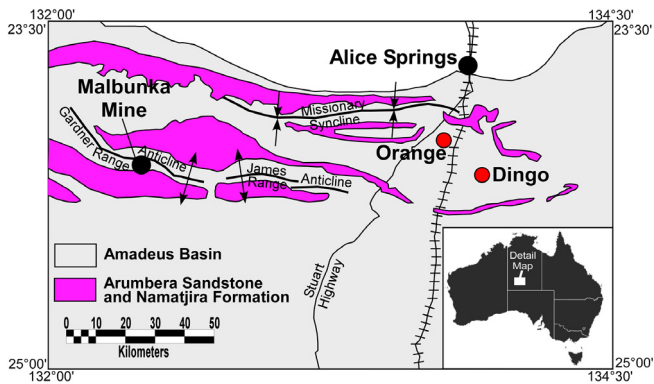 132°00'
134°30'
23°30'
23°30'
Alice Springs
Malbunka
Mine
Missionary
Syncline
Gardner
Range
Anticline
Orange
James
Range
Anticline
Dingo
Stuart
Highway
Amadeus Basin
Arumbera Sandstone
and Namatjira Formation
0 10 20 30 40 50
Kilometers
Detail
Map
25°00'
25°00'
132°00'
134°30'